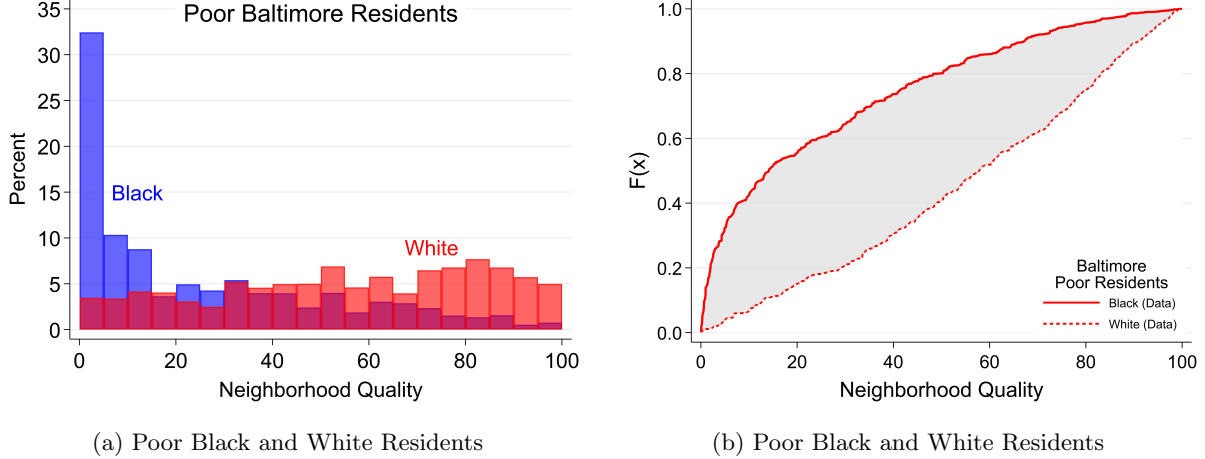 Poor Baltimore Residents
35
30
25
20
15
10
5
0
Percent
Black
White
0 20 40 60 80 100
Neighborhood Quality
(a) Poor Black and White Residents
1.0
0.8
0.6
0.4
0.2
0.0
F(x)
Baltimore
Poor Residents
Black (Data)
White (Data)
0 20 40 60 80 100
Neighborhood Quality
(b) Poor Black and White Residents